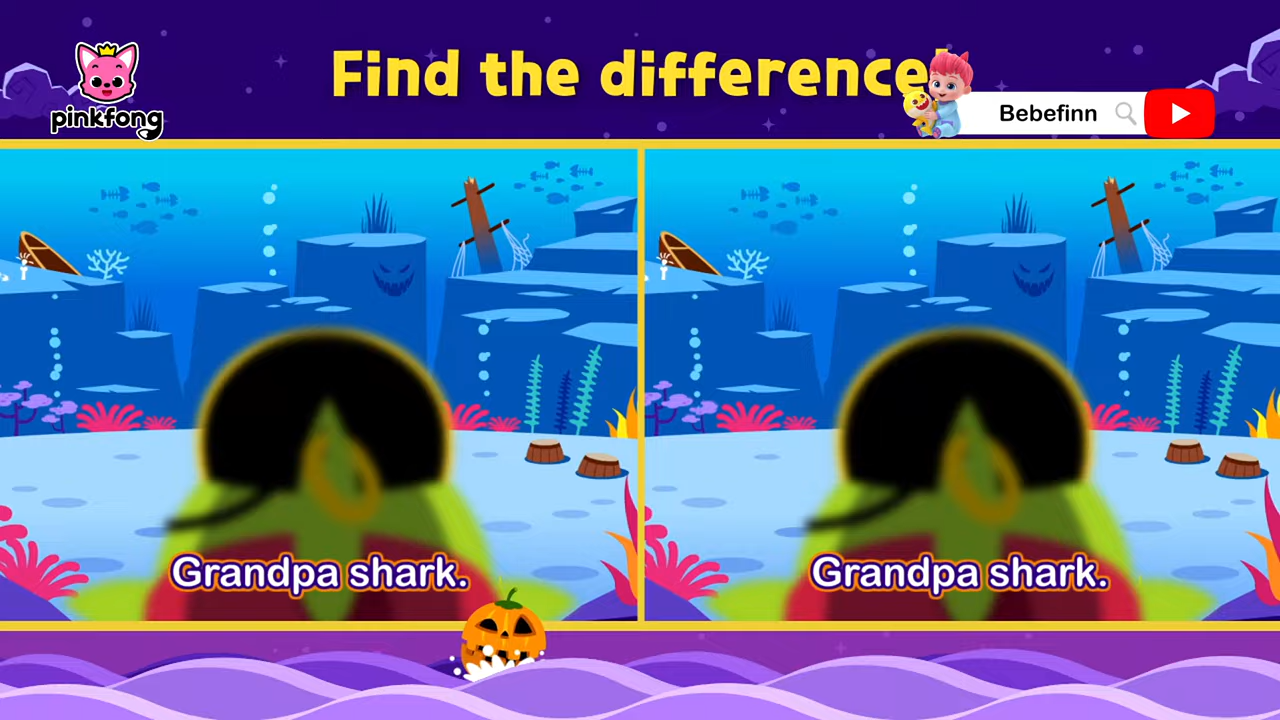 Find the difference
pinkfong
Bebefinn
Grandpa shark.
Grandpa shark.